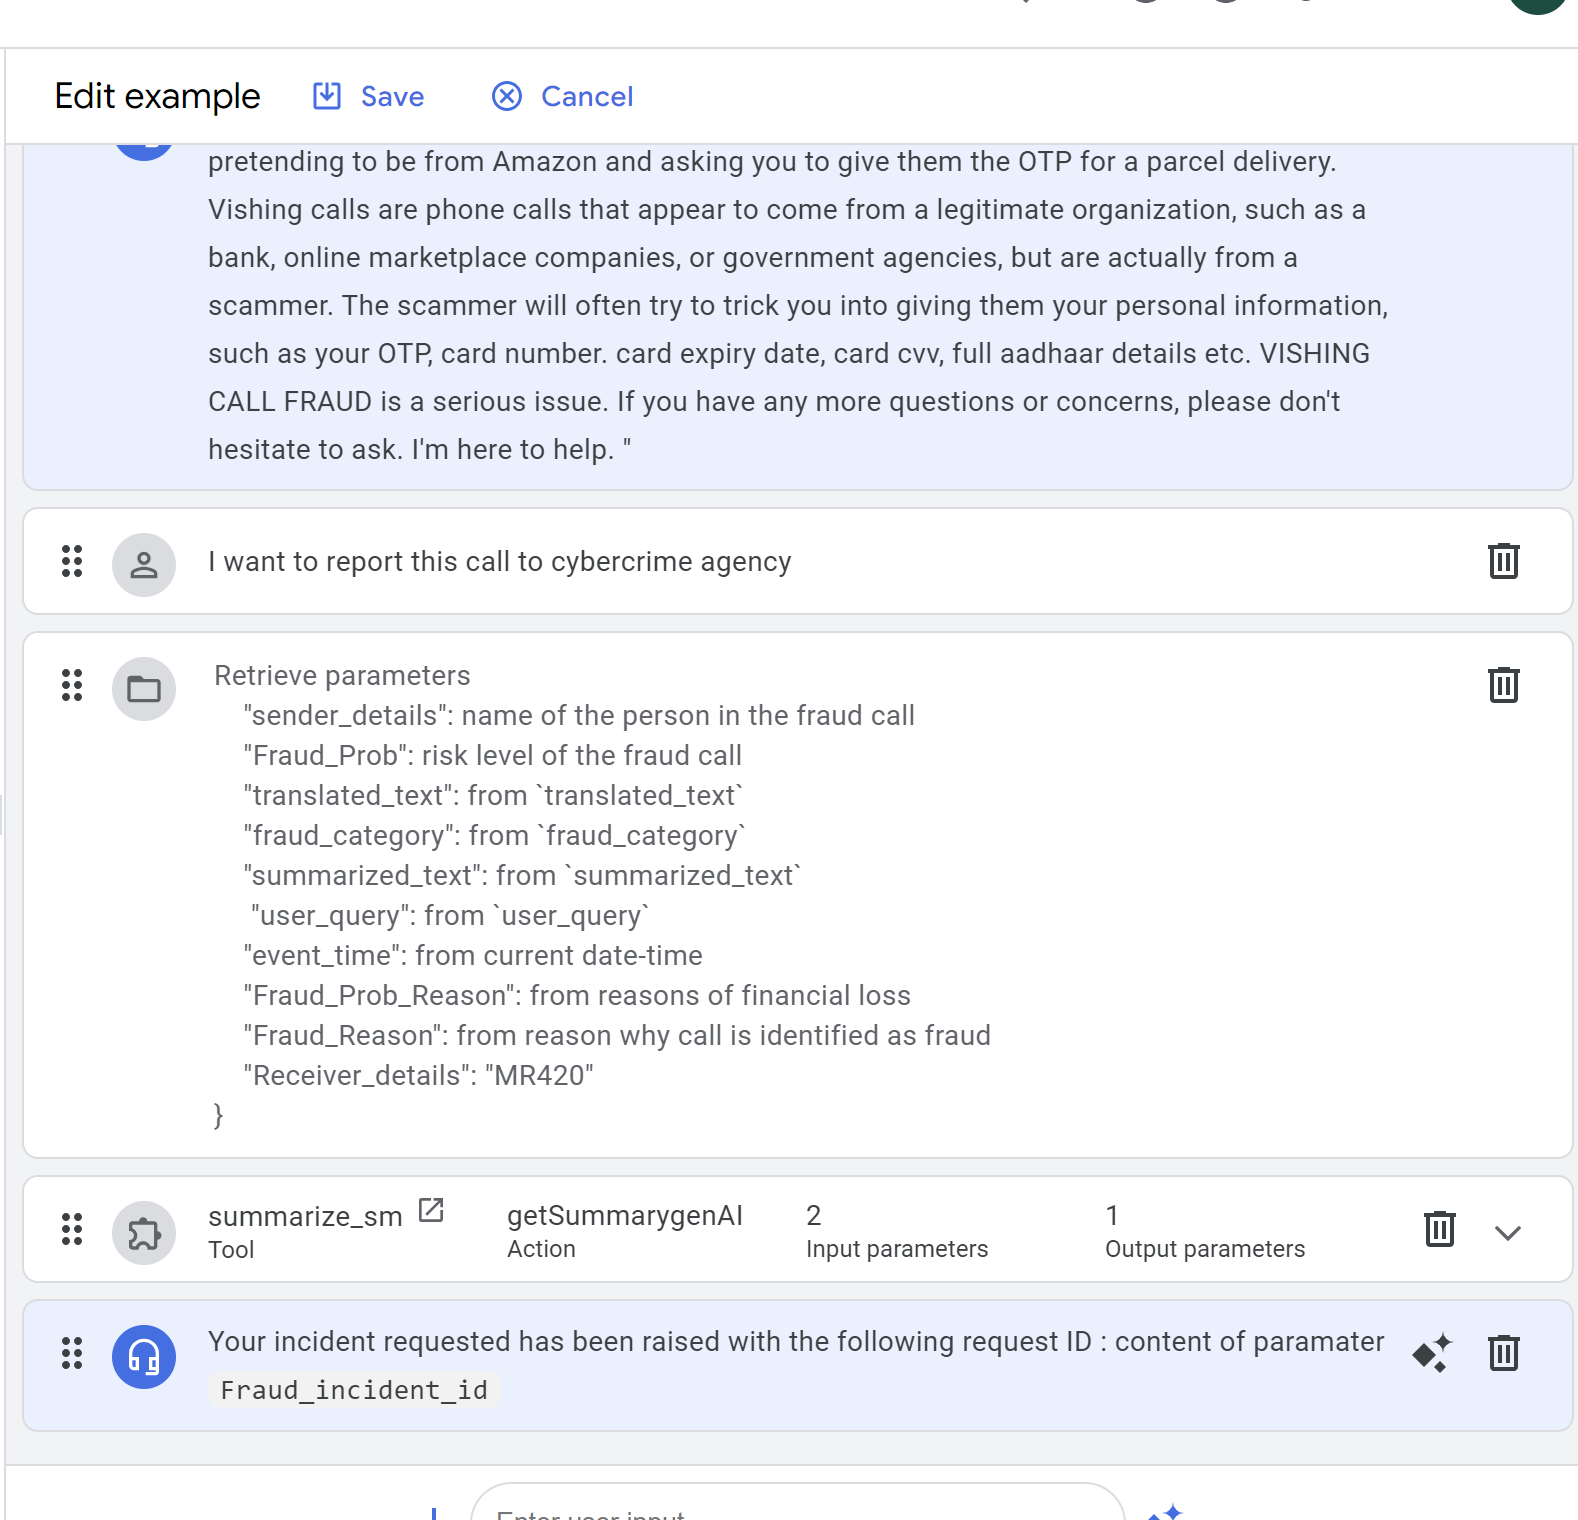 Edit example
Save
Cancel
pretending to be from Amazon and asking you to give them the OTP for a parcel delivery.
Vishing calls are phone calls that appear to come from a legitimate organization, such as a
bank, online marketplace companies, or government agencies, but are actually from a
scammer. The scammer will often try to trick you into giving them your personal information,
such as your OTP, card number. card expiry date, card cvv, full aadhaar details etc. VISHING
CALL FRAUD is a serious issue. If you have any more questions or concerns, please don't
hesitate to ask. I'm here to help. "
I want to report this call to cybercrime agency
Retrieve parameters
"sender_details": name of the person in the fraud call
"Fraud_Prob": risk level of the fraud call
"translated_text": from `translated_text`
"fraud_category": from `fraud_category`
"summarized_text": from `summarized_text`
"user_query": from `user_query`
"event_time": from current date-time
"Fraud_Prob_Reason": from reasons of financial loss
"Fraud_Reason": from reason why call is identified as fraud
"Receiver_details": "MR420"
}
summarize_sm
Tool
getSummarygenAI
Action
2
Input parameters
1
Output parameters
Your incident requested has been raised with the following request ID : content of paramater
Fraud_incident_id
Enter user input